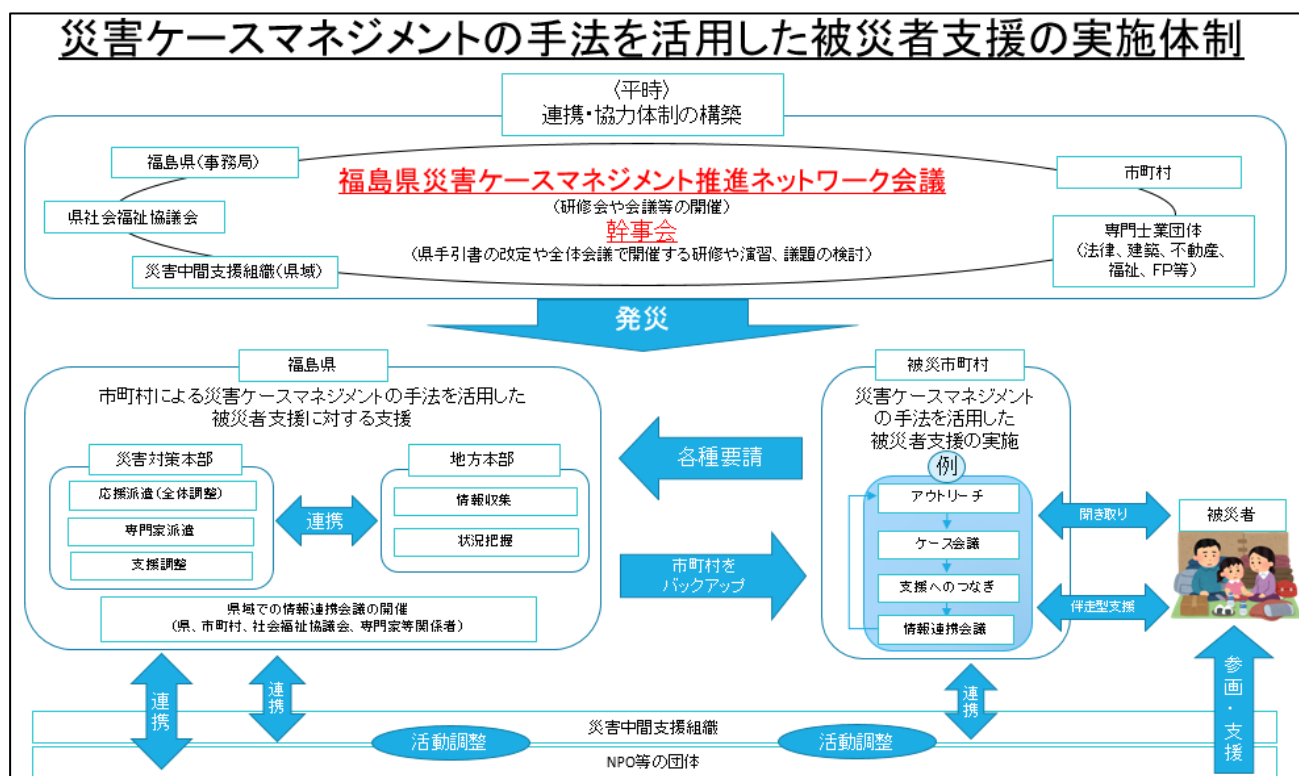 災害ケースマネジメントの手法を活用した被災者支援の実施体制
〈平時〉
連携・協力体制の構築
福島県(事務局)
県社会福祉協議会
災害中間支援組織(県域)
福島県災害ケースマネジメント推進ネットワーク会議
(研修会や会議等の開催)
幹事会
(県手引書の改定や全体会議で開催する研修や演習、議題の検討)
市町村
専門士業団体
(法律、建築、不動産、
福祉、FP等)
発災
福島県
市町村による災害ケースマネジメントの手法を活用した
被災者支援に対する支援
災害対策本部
応援派遣(全体調整)
専門家派遣
支援調整
連携
地方本部
情報収集
状況把握
県域での情報連携会議の開催
(県、市町村、社会福祉協議会、専門家等関係者)
各種要請
市町村を
バックアップ
被災市町村
災害ケースマネジメント
の手法を活用した
被災者支援の実施
例
アウトリーチ
ケース会議
支援へのつなぎ
情報連携会議
聞き取り
伴走型支援
被災者
連携
連携
連携
参画・支援
災害中間支援組織
活動調整
活動調整
NPO等の団体